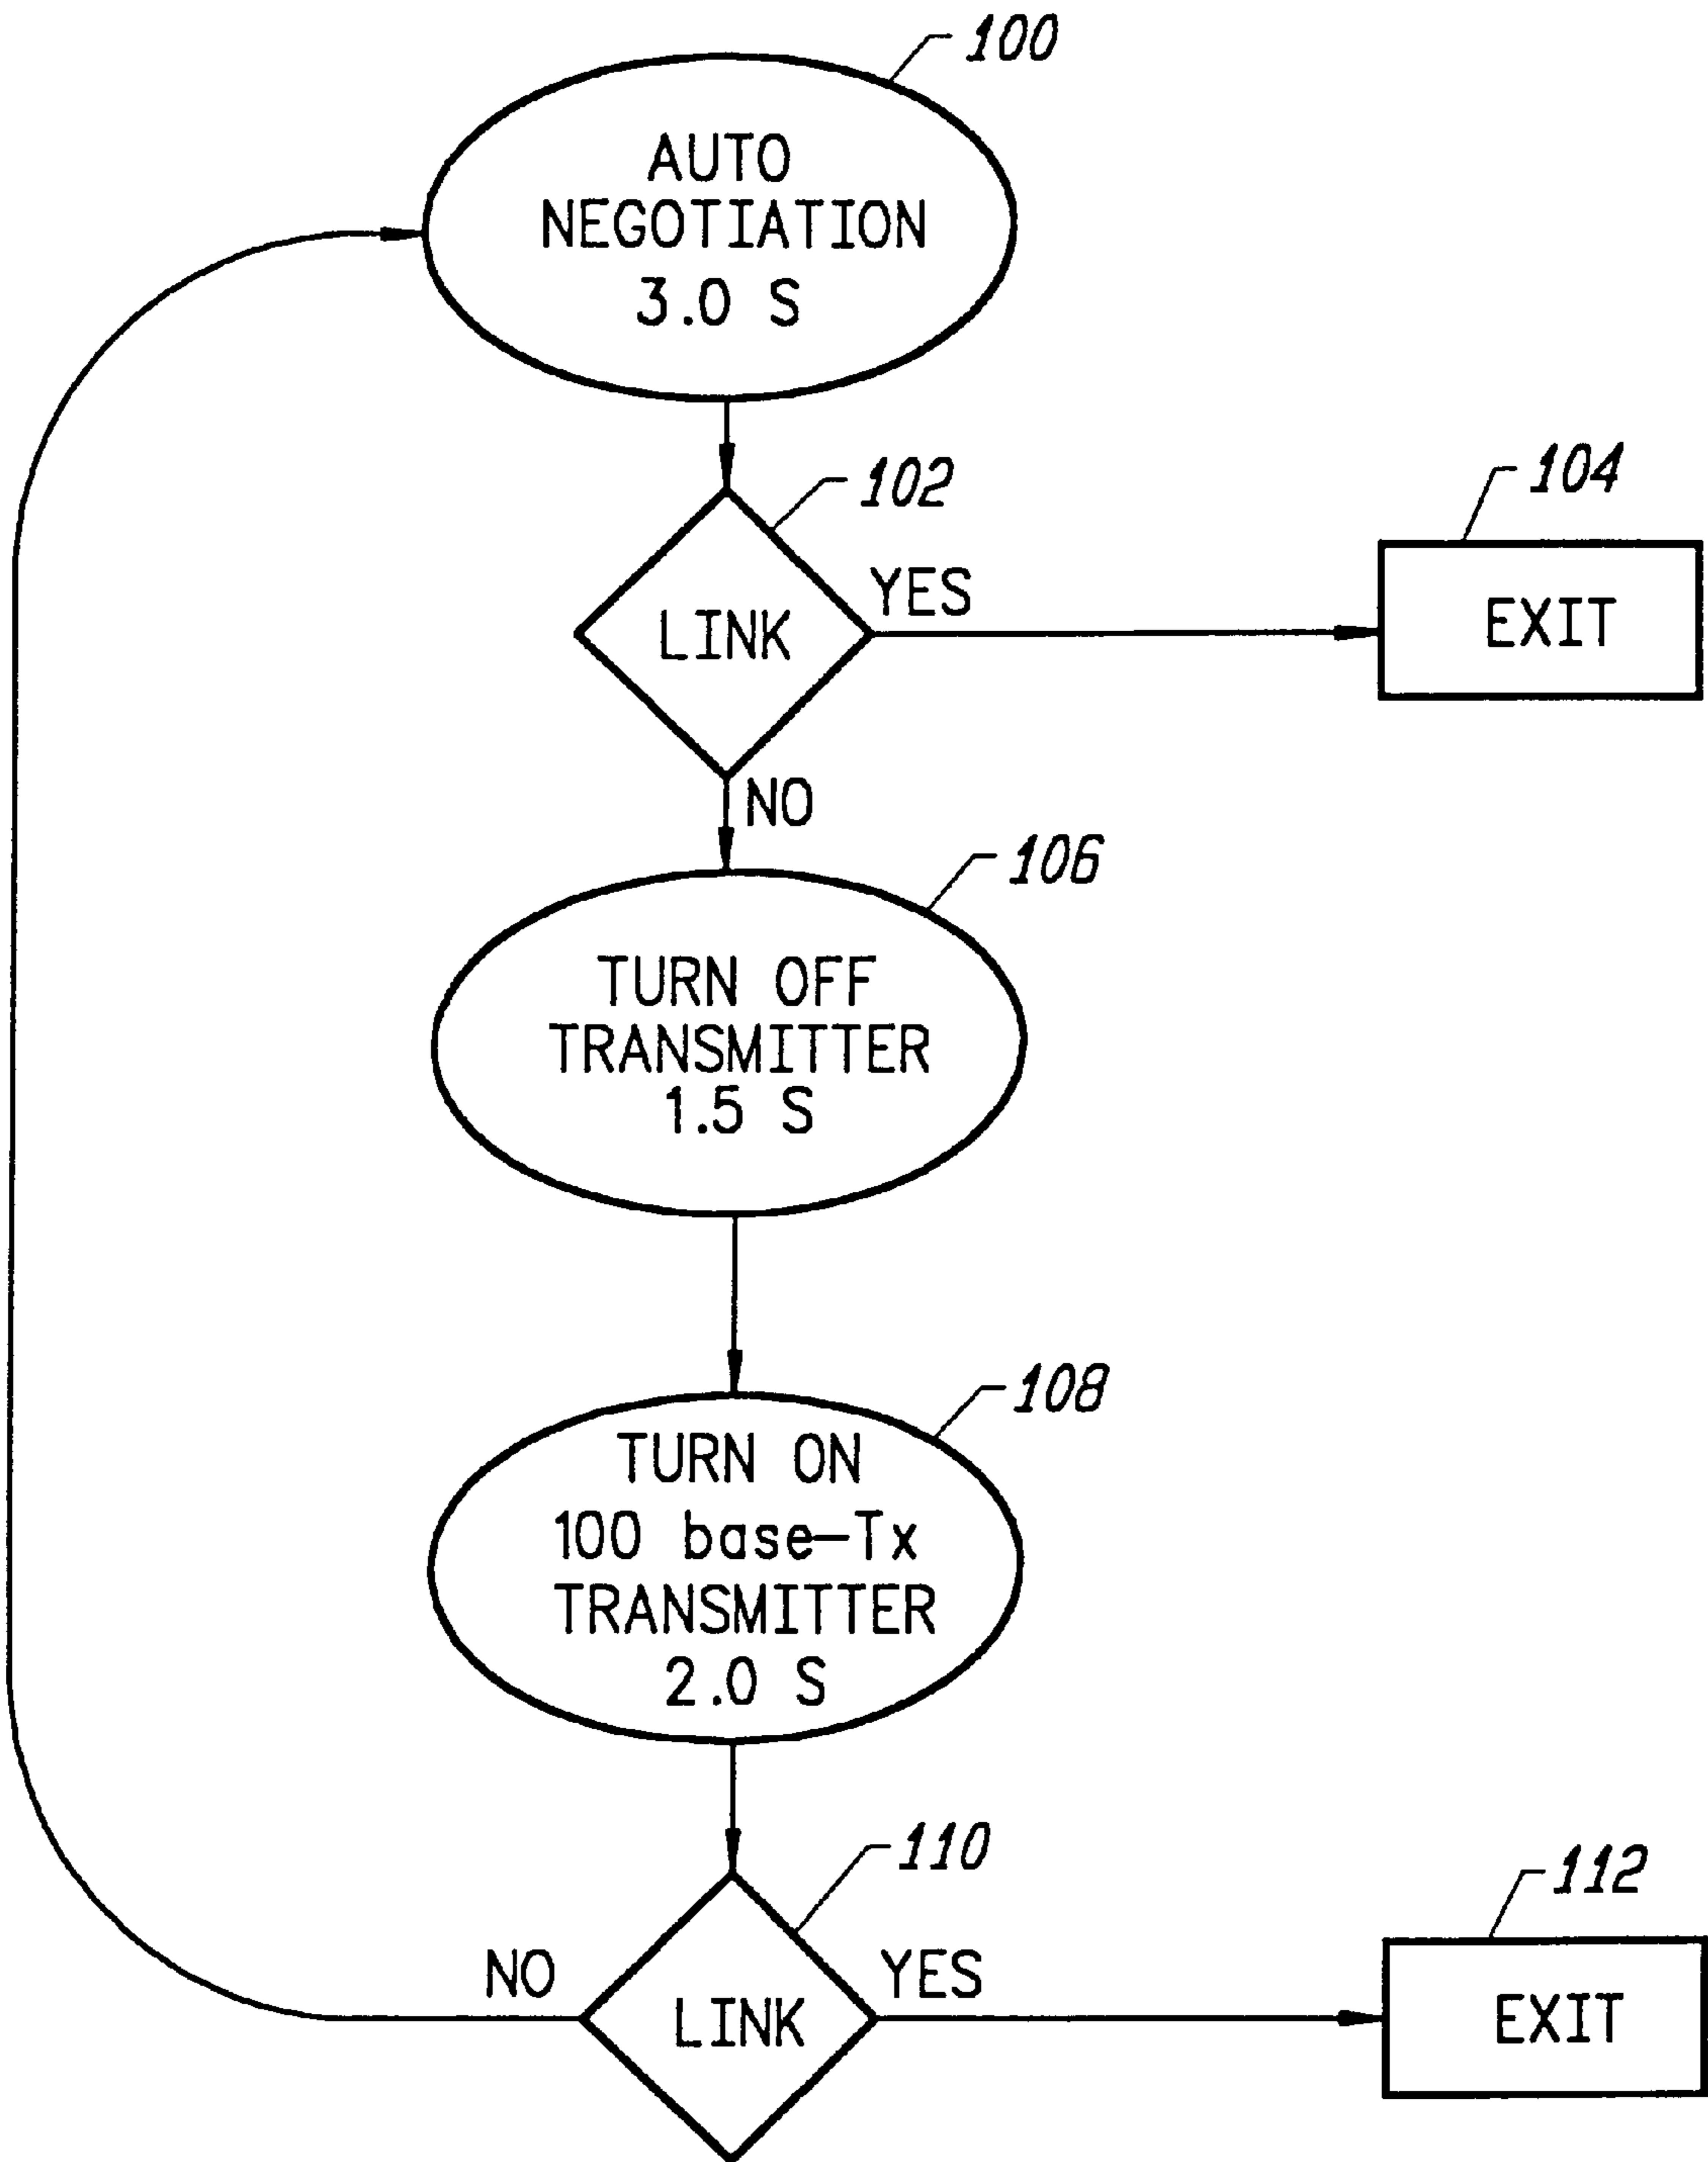 100
AUTO
NEGOTIATION
3.0 S
102
104
YES
LINK
EXIT
NO
106
TURN OFF
TRANSMITTER
1.5 S
108
TURN ON
100 base-Tx
TRANSMITTER
2.0 S
110
112
NO
YES
LINK
EXIT